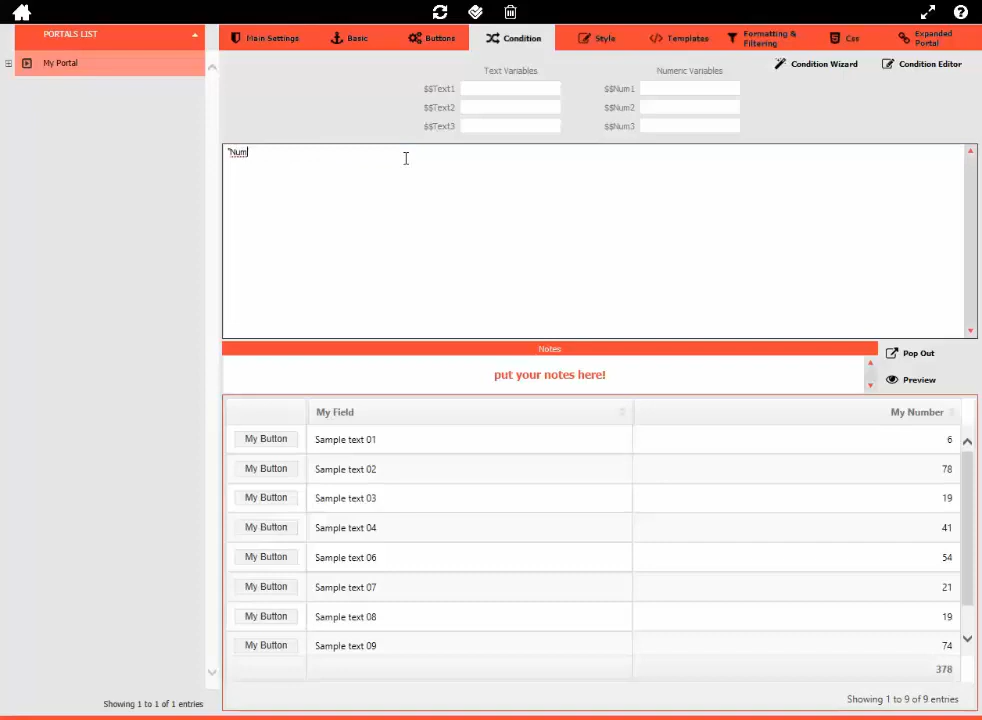 PORTALS LIST
My Portal
Main Settings
Basic
Buttons
Condition
Style
Templates
Formatting &
Filtering
Css
Expanded
Portal
Condition Wizard
Condition Editor
Text Variables
Numeric Variables
$$Text1
$$Num1
$$Text2
$$Num2
$$Text3
$$Num3
"Num
Notes
Pop Out
put your notes here!
Preview
My Field
My Number
My Button Sample text 01 6
My Button Sample text 02 78
My Button Sample text 03 19
My Button Sample text 04 41
My Button Sample text 06 54
My Button Sample text 07 21
My Button Sample text 08 19
My Button Sample text 09 74
378
Showing 1 to 9 of 9 entries
Showing 1 to 1 of 1 entries